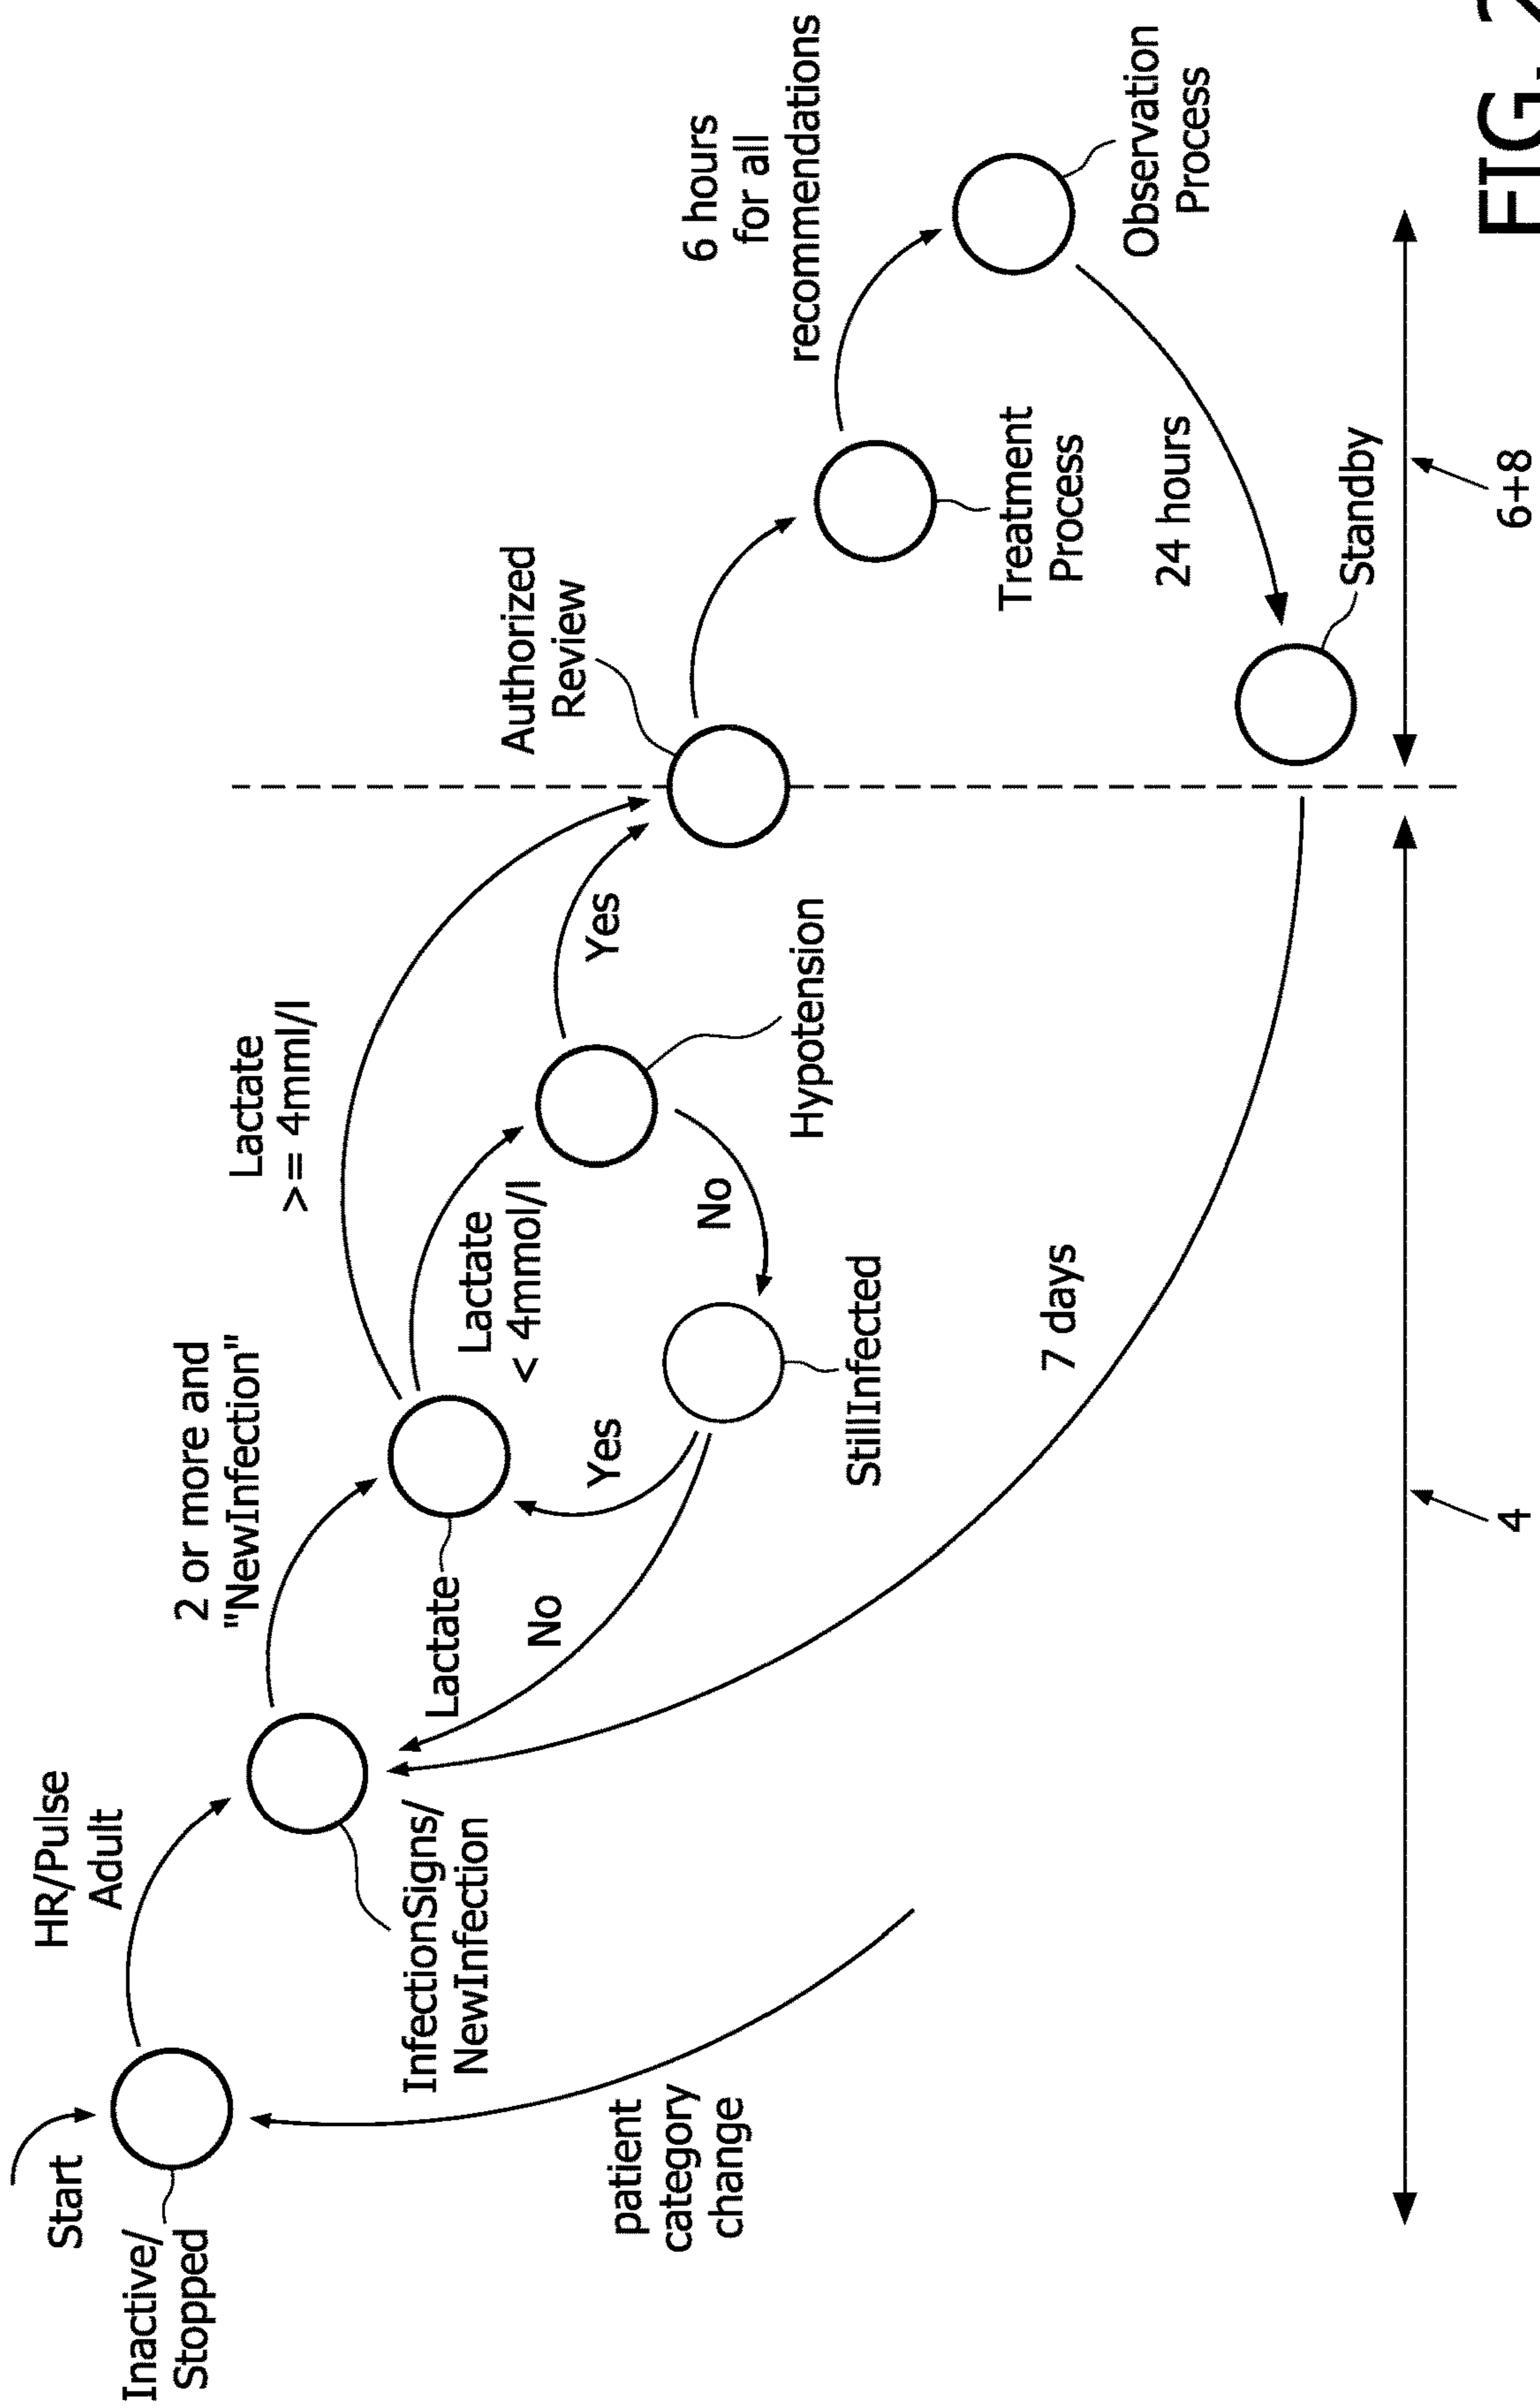 Start
Inactive/
Stopped
HR/Pulse
Adult
InfectionSigns/
NewInfection
patient
category
change
2 or more and
"NewInfection"
Lactate
No
Yes
Lactate
< 4mmol/l
Lactate
>= 4mml/l
StillInfected
No
Hypotension
Yes
7 days
Authorized
Review
Treatment
Process
6 hours
for all
recommendations
Observation
Process
24 hours
Standby
4
6+8
FIG. 2